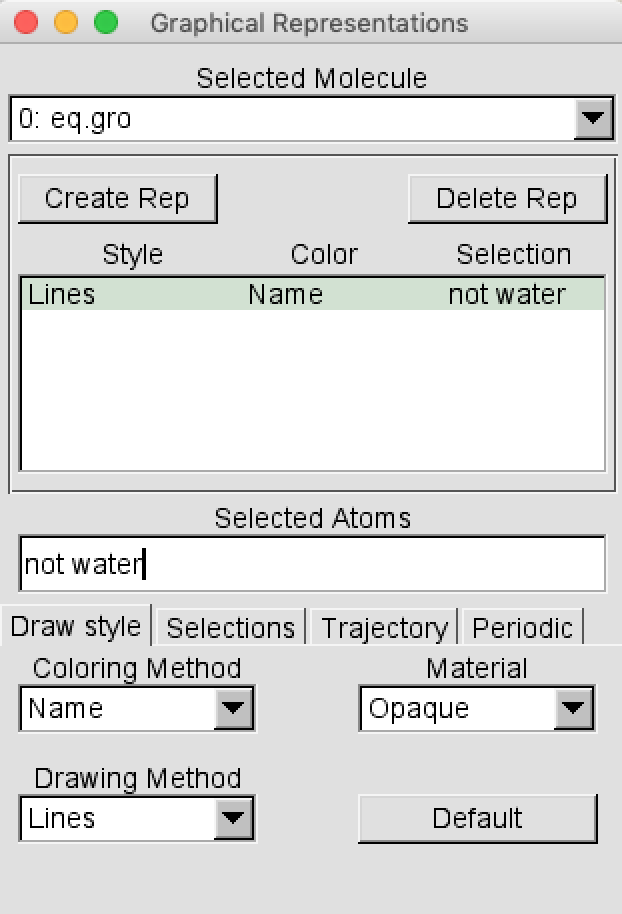 Graphical Representations
Selected Molecule
0: eq.gro
Create Rep Delete Rep
Style Color Selection
Lines Name not water
Selected Atoms
not water
Draw style Selections Trajectory Periodic
Coloring Method Material
Name Opaque
Drawing Method
Lines Default